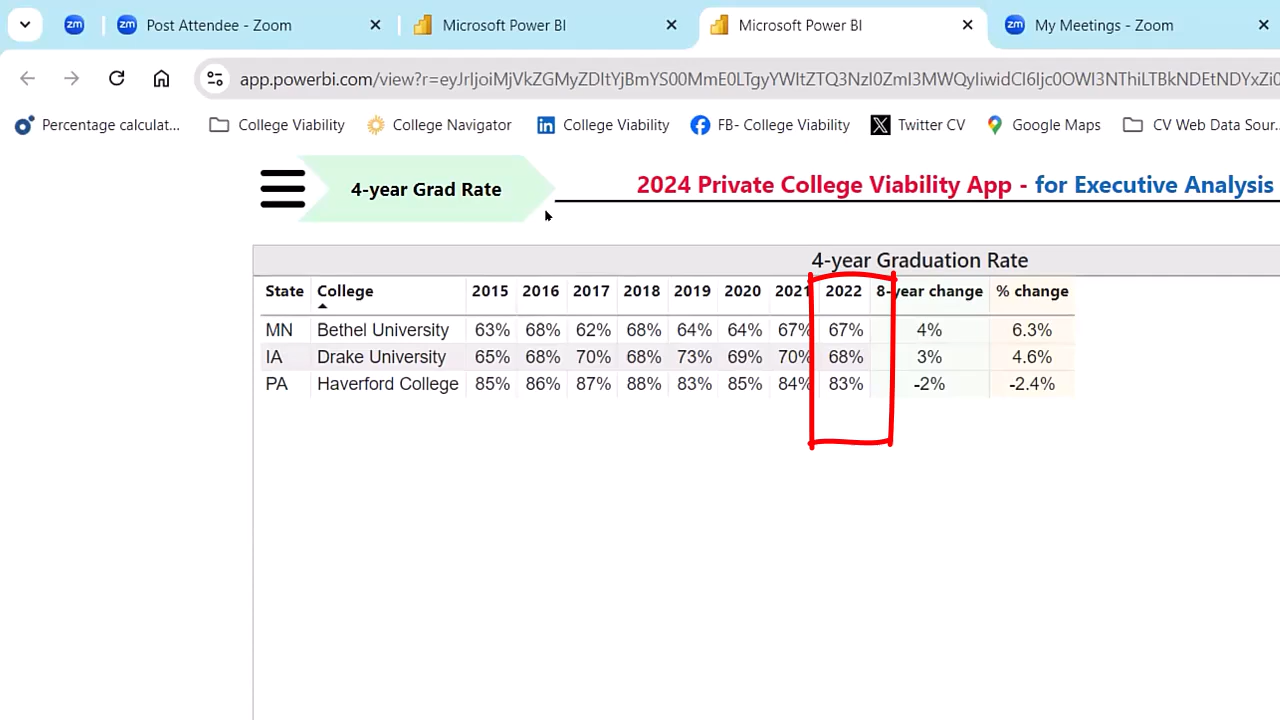 Post Attendee - Zoom
Microsoft Power BI
Microsoft Power BI
My Meetings - Zoom
Percentage calculat...
College Viability
College Navigator
College Viability
FB- College Viability
Twitter CV
Google Maps
CV Web Data Sour...
4-year Grad Rate
2024 Private College Viability App - for Executive Analysis
4-year Graduation Rate
State College 2015 2016 2017 2018 2019 2020 2021 2022 8-year change % change
MN Bethel University 63% 68% 62% 68% 64% 64% 67% 67% 4% 6.3%
IA Drake University 65% 68% 70% 68% 73% 69% 70% 68% 3% 4.6%
PA Haverford College 85% 86% 87% 88% 83% 85% 84% 83% -2% -2.4%